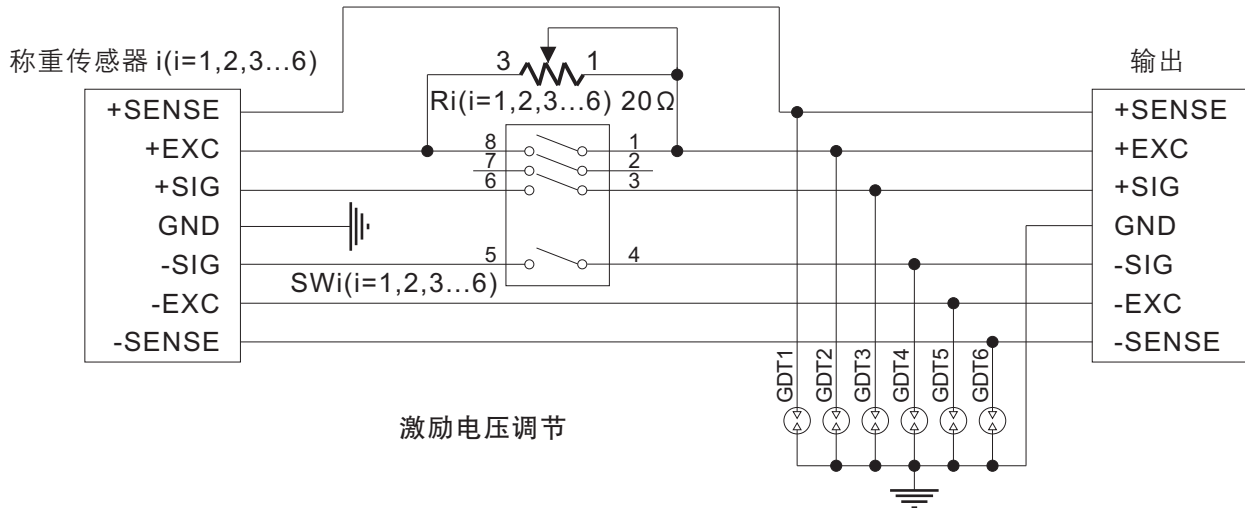 称重传感器 i(i=1,2,3...6)
输出
3 1
Ri(i=1,2,3...6) 20Ω
+SENSE
+EXC
+SIG
GND
-SIG
-EXC
-SENSE
8 1
7 2
6 3
5 4
SWi(i=1,2,3...6)
+SENSE
+EXC
+SIG
GND
-SIG
-EXC
-SENSE
GDT1
GDT2
GDT3
GDT4
GDT5
GDT6
激励电压调节